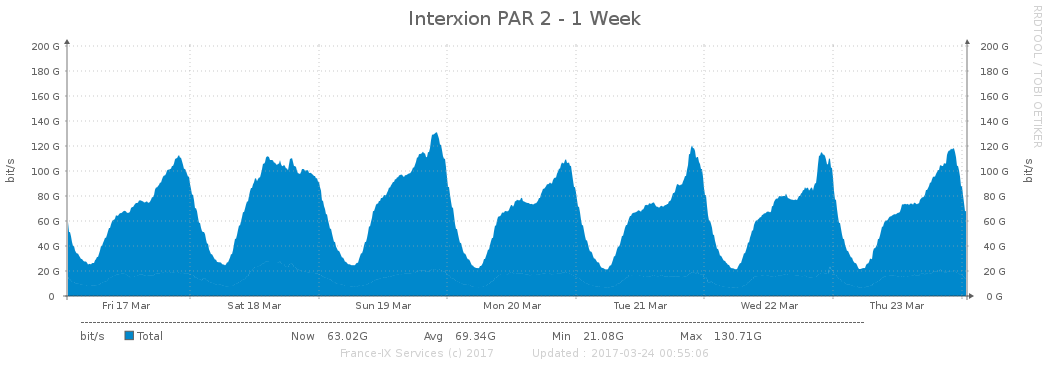 Interxion PAR 2 - 1 Week
RRDTOOL / TOBI OETIKER
bit/s
200 G 200 G
180 G 180 G
160 G 160 G
140 G 140 G
120 G 120 G
100 G 100 G
80 G 80 G
60 G 60 G
40 G 40 G
20 G 20 G
0 0 G
bit/s
Fri 17 Mar Sat 18 Mar Sun 19 Mar Mon 20 Mar Tue 21 Mar Wed 22 Mar Thu 23 Mar
bit/s Total Now 63.02G Avg 69.34G Min 21.08G Max 130.71G
France-IX Services (c) 2017 Updated : 2017-03-24 00:55:06